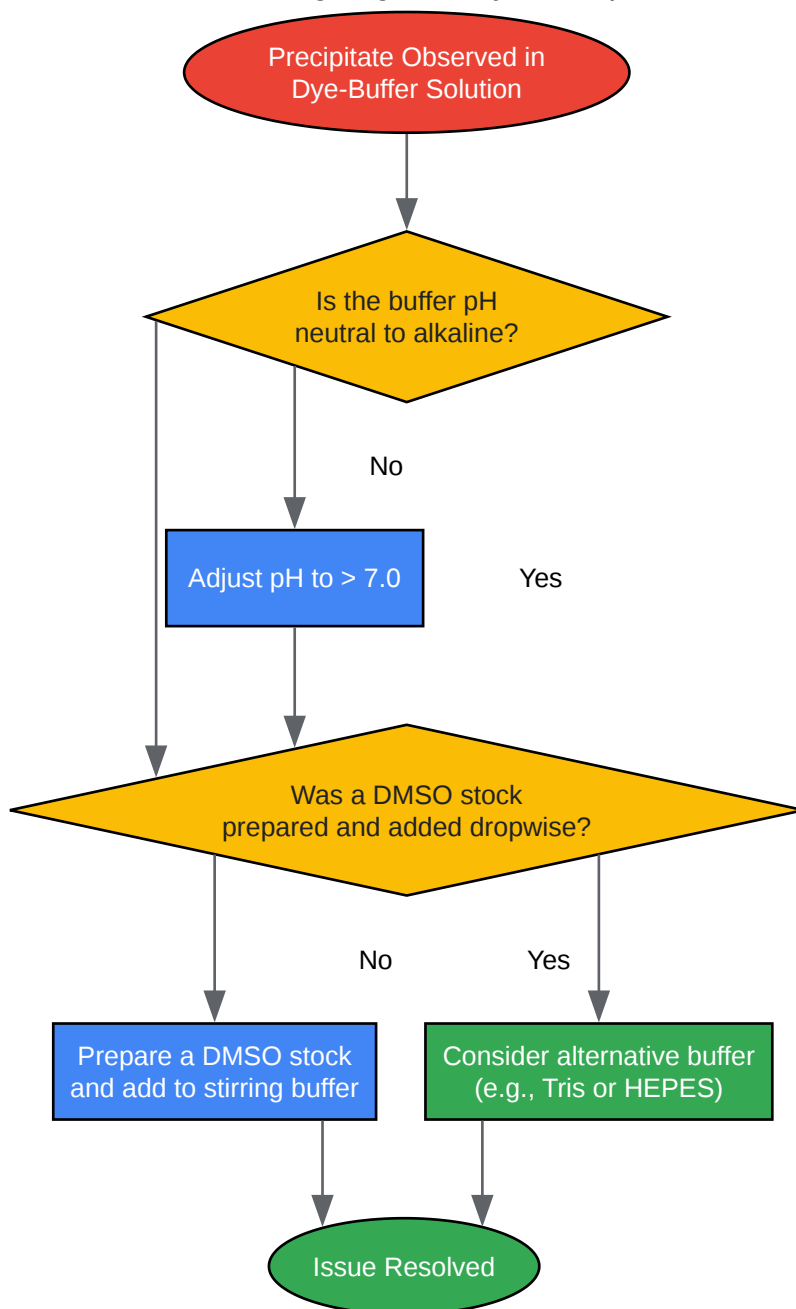 Precipitate Observed in
Dye-Buffer Solution
Is the buffer pH
neutral to alkaline?
No
Adjust pH to > 7.0
Yes
Was a DMSO stock
prepared and added dropwise?
No
Yes
Prepare a DMSO stock
and add to stirring buffer
Consider alternative buffer
(e.g., Tris or HEPES)
Issue Resolved